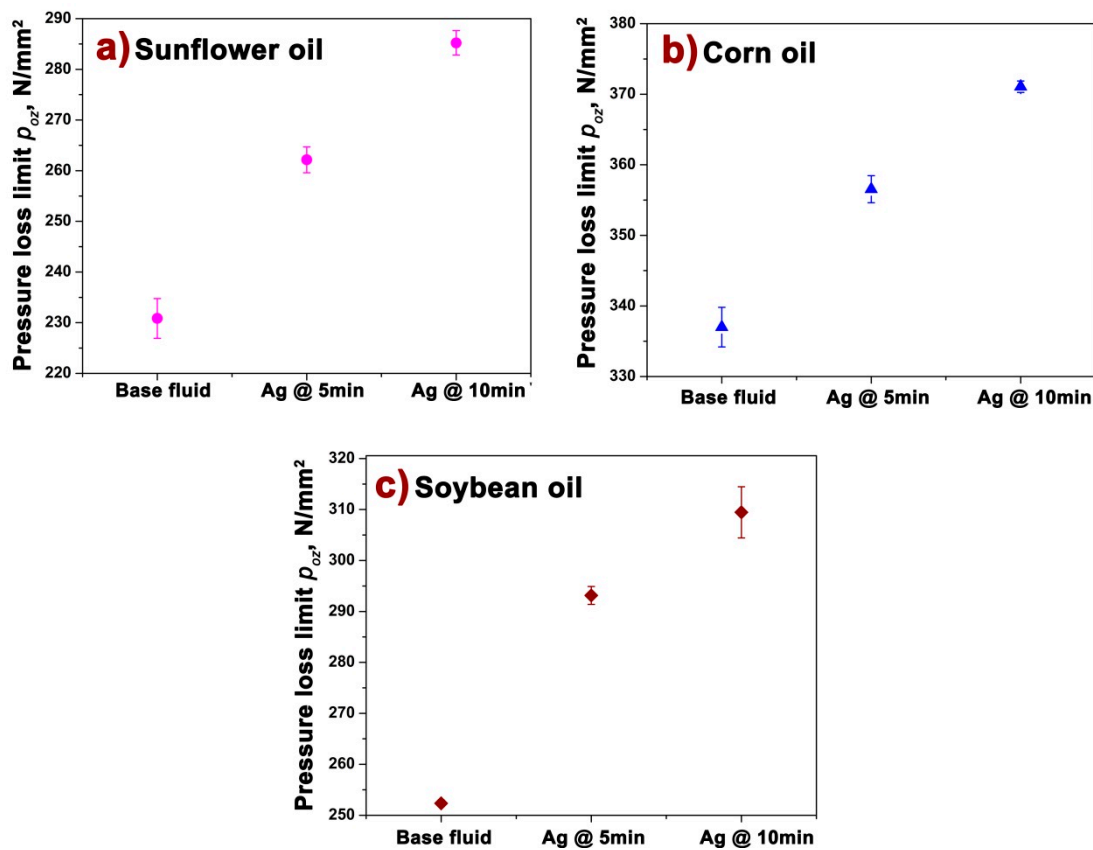 a) Sunflower oil
Pressure loss limit poz, N/mm²
290
280
270
260
250
240
230
220
Base fluid
Ag @ 5min
Ag @ 10min
b) Corn oil
Pressure loss limit poz, N/mm²
380
370
360
350
340
330
Base fluid
Ag @ 5min
Ag @ 10min
c) Soybean oil
Pressure loss limit poz, N/mm²
320
310
300
290
280
270
260
250
Base fluid
Ag @ 5min
Ag @ 10min